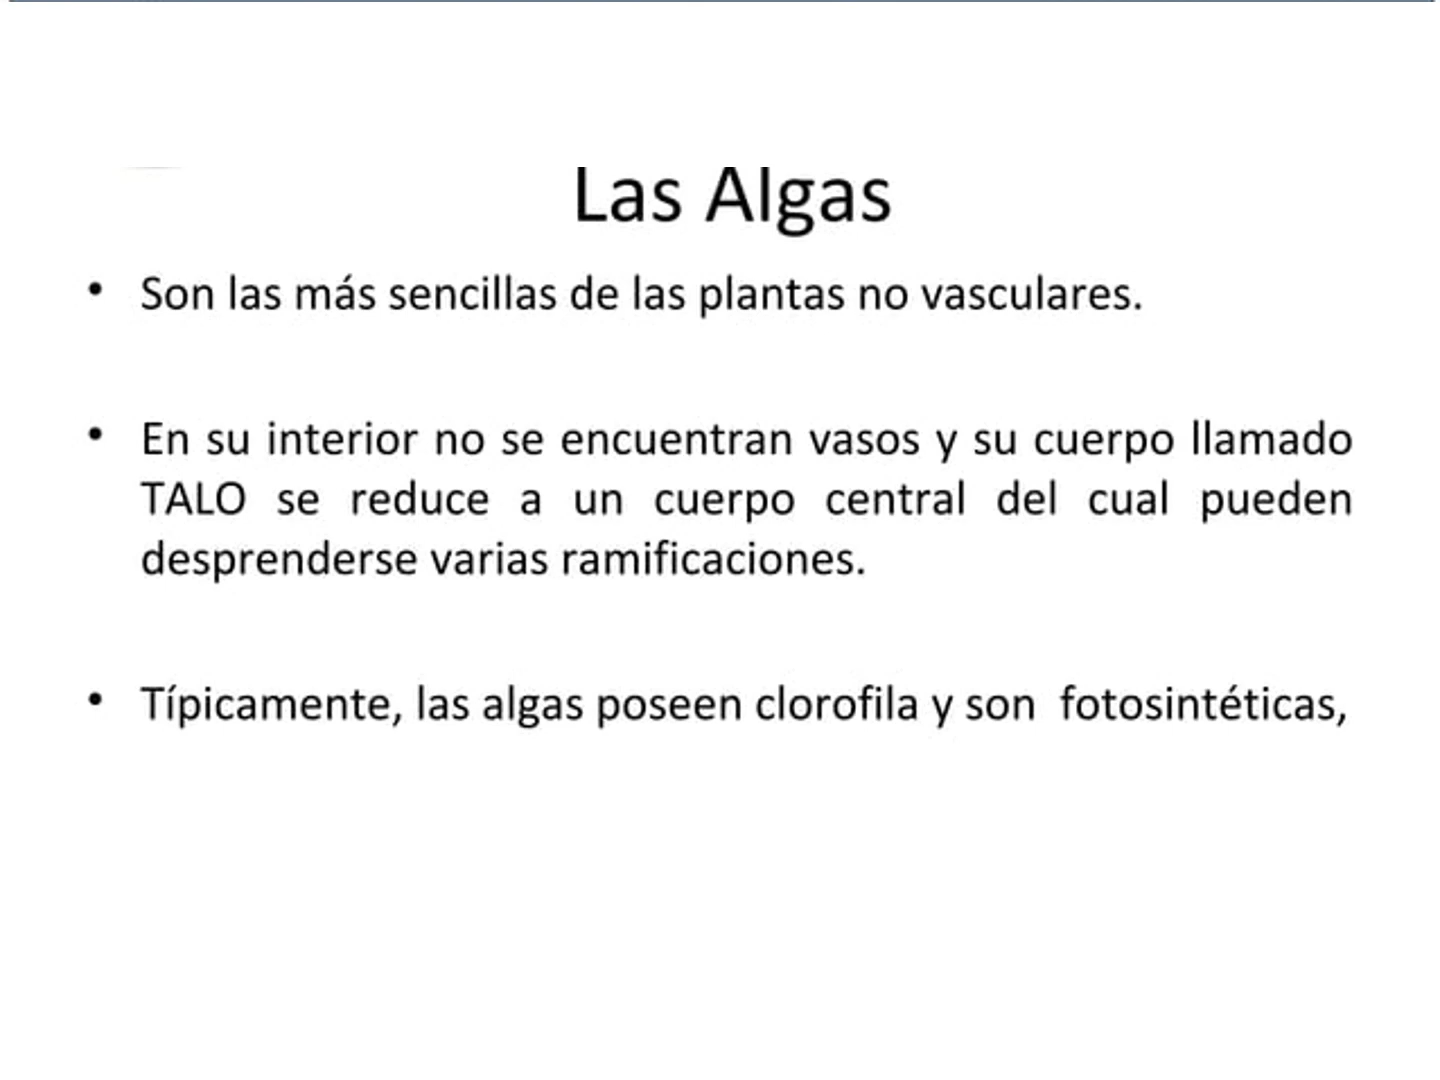 Las Algas
• Son las más sencillas de las plantas no vasculares.
• En su interior no se encuentran vasos y su cuerpo llamado
TALO se reduce a un cuerpo central del cual pueden
desprenderse varias ramificaciones.
• Típicamente, las algas poseen clorofila y son  fotosintéticas,